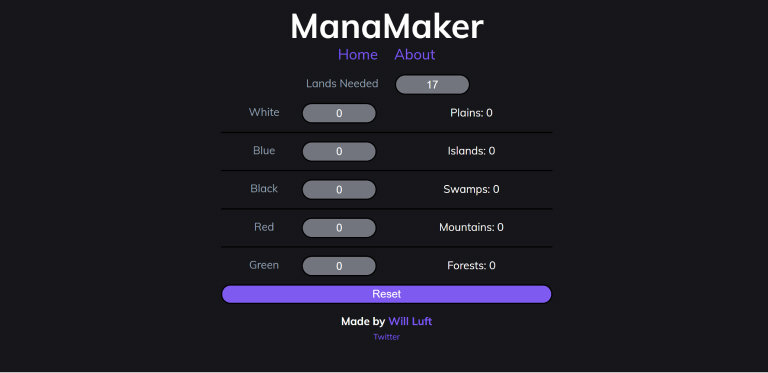 ManaMaker
Home About
Lands Needed 17
White 0 Plains: 0
Blue 0 Islands: 0
Black 0 Swamps: 0
Red 0 Mountains: 0
Green 0 Forests: 0
Reset
Made by Will Luft
Twitter